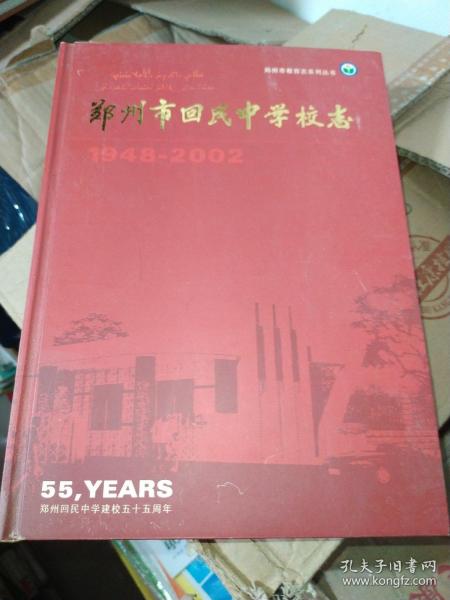 郑州市教育志系列丛书
郑州市回民中学校志
1948-2002
55,YEARS
郑州回民中学建校五十五周年
孔夫子旧书网
www.kongfz.com